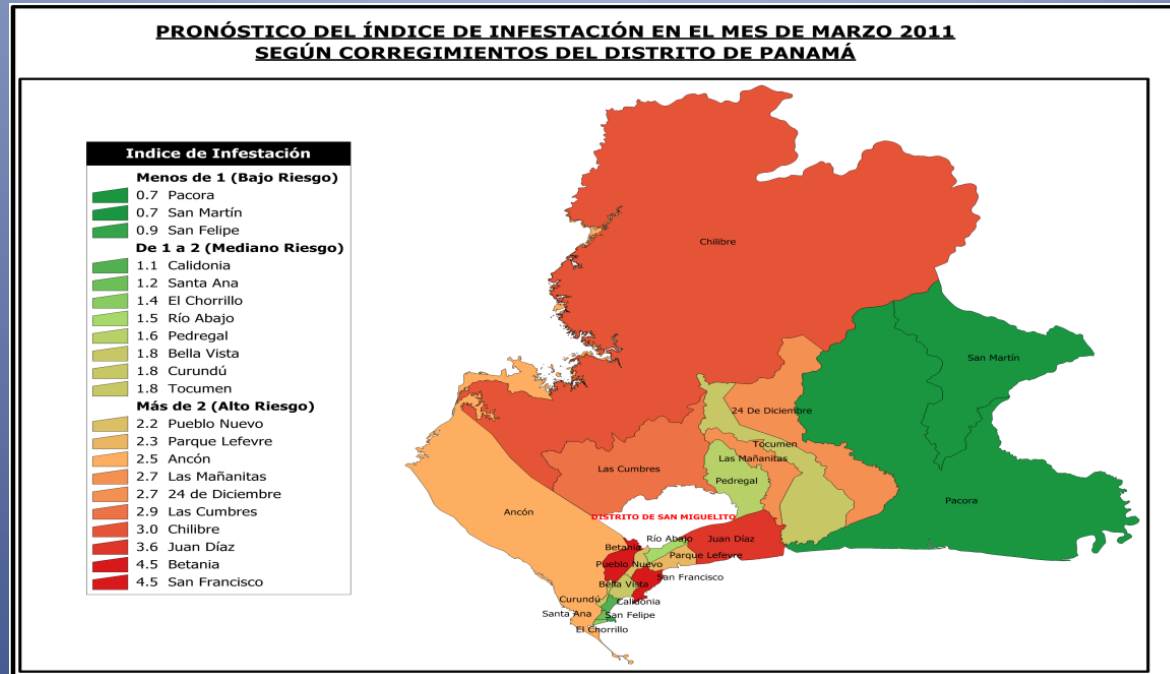 PRONÓSTICO DEL ÍNDICE DE INFESTACIÓN EN EL MES DE MARZO 2011
SEGÚN CORREGIMIENTOS DEL DISTRITO DE PANAMÁ
Indice de Infestación
Menos de 1 (Bajo Riesgo)
0.7 Pacora
0.7 San Martín
0.9 San Felipe
De 1 a 2 (Mediano Riesgo)
1.1 Calidonia
1.2 Santa Ana
1.4 El Chorrillo
1.5 Río Abajo
1.6 Pedregal
1.8 Bella Vista
1.8 Curundú
1.8 Tocumen
Más de 2 (Alto Riesgo)
2.2 Pueblo Nuevo
2.3 Parque Lefevre
2.5 Ancón
2.7 Las Mañanitas
2.7 24 de Diciembre
2.9 Las Cumbres
3.0 Chilibre
3.6 Juan Díaz
4.5 Betania
4.5 San Francisco
Chilibre
San Martín
24 De Diciembre
Tocumen
Las Mañanitas
Las Cumbres
Pedregal
Pacora
Ancón
DISTRITO DE SAN MIGUELITO
Río Abajo
Juan Díaz
Betania
Parque Lefevre
Pueblo Nuevo
San Francisco
Bella Vista
Curundú
Calidonia
Santa Ana
San Felipe
El Chorrillo